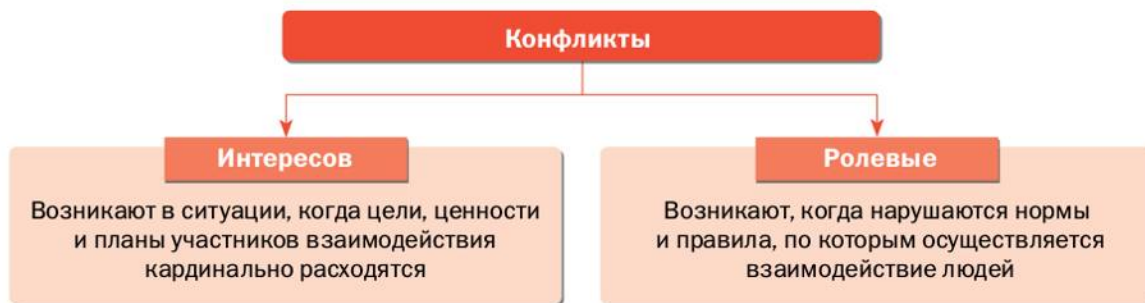 Конфликты
Интересов
Возникают в ситуации, когда цели, ценности
и планы участников взаимодействия
кардинально расходятся
Ролевые
Возникают, когда нарушаются нормы
и правила, по которым осуществляется
взаимодействие людей